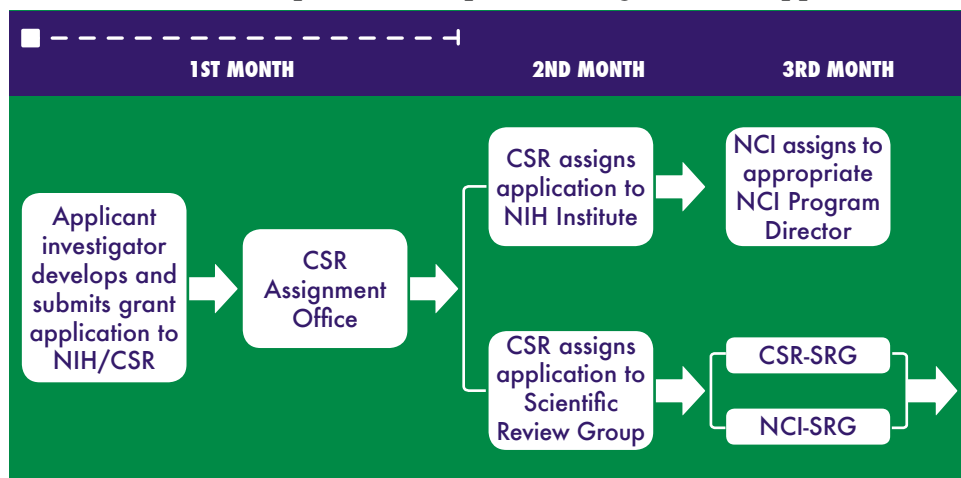 1ST MONTH
2ND MONTH
3RD MONTH
Applicant
investigator
develops and
submits grant
application to
NIH/CSR
CSR
Assignment
Office
CSR assigns
application to
NIH Institute
NCI assigns to
appropriate
NCI Program
Director
CSR assigns
application to
Scientific
Review Group
CSR-SRG
NCI-SRG